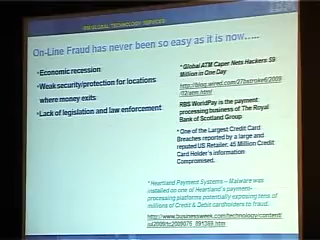 IBM GLOBAL TECHNOLOGY SERVICES
On-Line Fraud has never been so easy as it is now…..
*Economic recession
*Weak security/protection for locations
where money exits
*Lack of legislation and law enforcement
*Global ATM Caper Nets Hackers $9
Million in One Day
RBS WorldPay is the payment
processing business of The Royal
Bank of Scotland Group
*One of the Largest Credit Card
Breaches reported by a large and
reputed US Retailer. 45 Million Credit
Card Holder's information
Compromised.
*Heartland Payment Systems – Malware was
installed on one of Heartland's payment-
processing platforms potentially exposing tens of
millions of Credit & Debit cardholders to fraud.